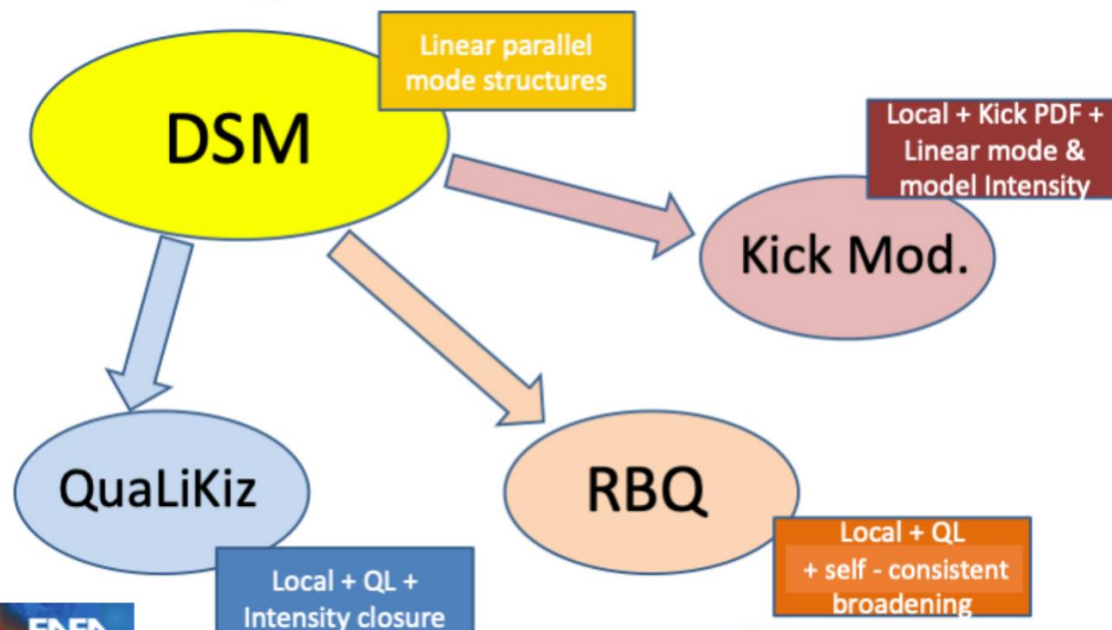 Linear parallel
mode structures
DSM
Local + Kick PDF +
Linear mode &
model Intensity
Kick Mod.
QuaLiKiz
RBQ
Local + QL
+ self - consistent
broadening
Local + QL +
Intensity closure